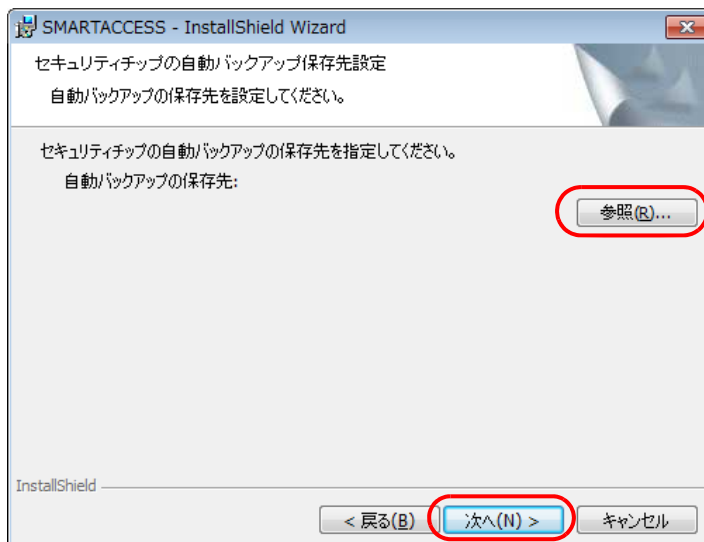 SMARTACCESS - InstallShield Wizard
セキュリティチップの自動バックアップ保存先設定
自動バックアップの保存先を設定してください。
セキュリティチップの自動バックアップの保存先を指定してください。
自動バックアップの保存先:
参照(R)...
InstallShield
< 戻る(B)
次へ(N) >
キャンセル